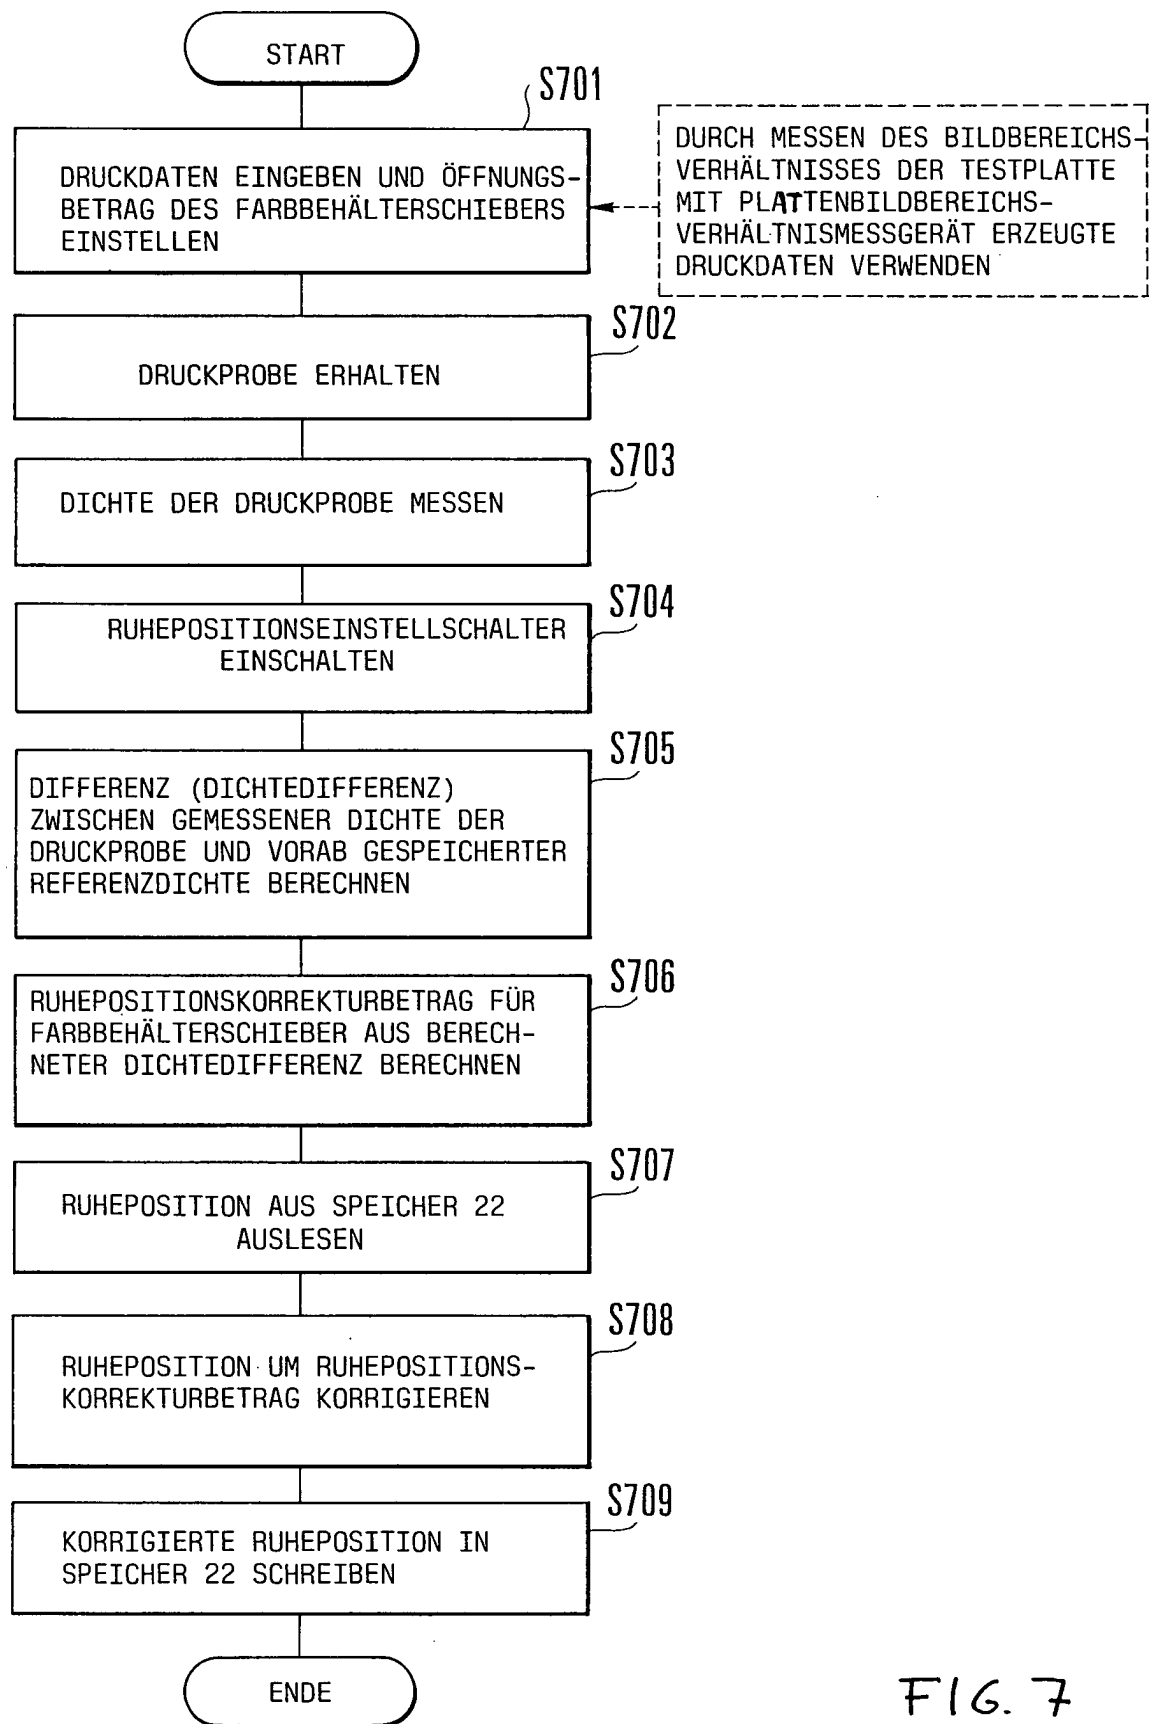 START
S701
DRUCKDATEN EINGEBEN UND ÖFFNUNGS-
BETRAG DES FARBBEHÄLTERSCHIEBERS
EINSTELLEN
DURCH MESSEN DES BILDBEREICHS-
VERHÄLTNISSES DER TESTPLATTE
MIT PLATTENBILDBEREICHS-
VERHÄLTNISMESSGERÄT ERZEUGTE
DRUCKDATEN VERWENDEN
S702
DRUCKPROBE ERHALTEN
S703
DICHTE DER DRUCKPROBE MESSEN
S704
RUHEPOSITIONSEINSTELLSCHALTER
EINSCHALTEN
S705
DIFFERENZ (DICHTEDIFFERENZ)
ZWISCHEN GEMESSENER DICHTE DER
DRUCKPROBE UND VORAB GESPEICHERTER
REFERENZDICHTE BERECHNEN
S706
RUHEPOSITIONSKORREKTURBETRAG FÜR
FARBBEHÄLTERSCHIEBER AUS BERECH-
NETER DICHTEDIFFERENZ BERECHNEN
S707
RUHEPOSITION AUS SPEICHER 22
AUSLESEN
S708
RUHEPOSITION UM RUHEPOSITIONS-
KORREKTURBETRAG KORRIGIEREN
S709
KORRIGIERTE RUHEPOSITION IN
SPEICHER 22 SCHREIBEN
ENDE
FIG. 7